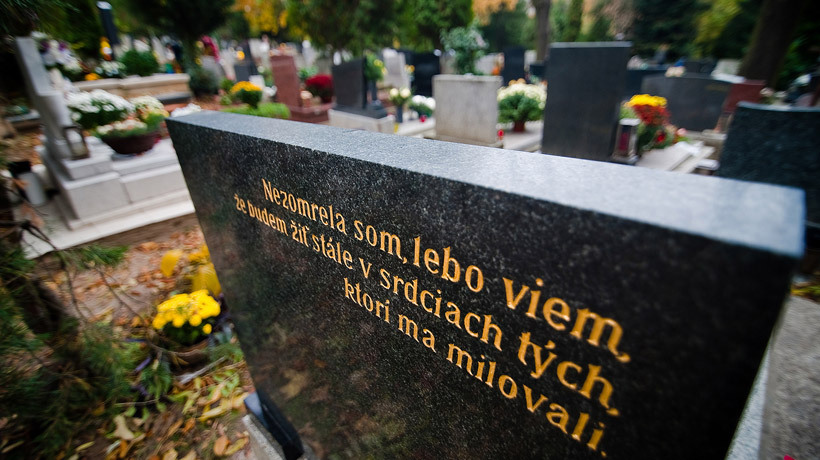 Nezomrela som, lebo viem,
že budem žiť stále v srdciach tých,
ktorí ma milovali.